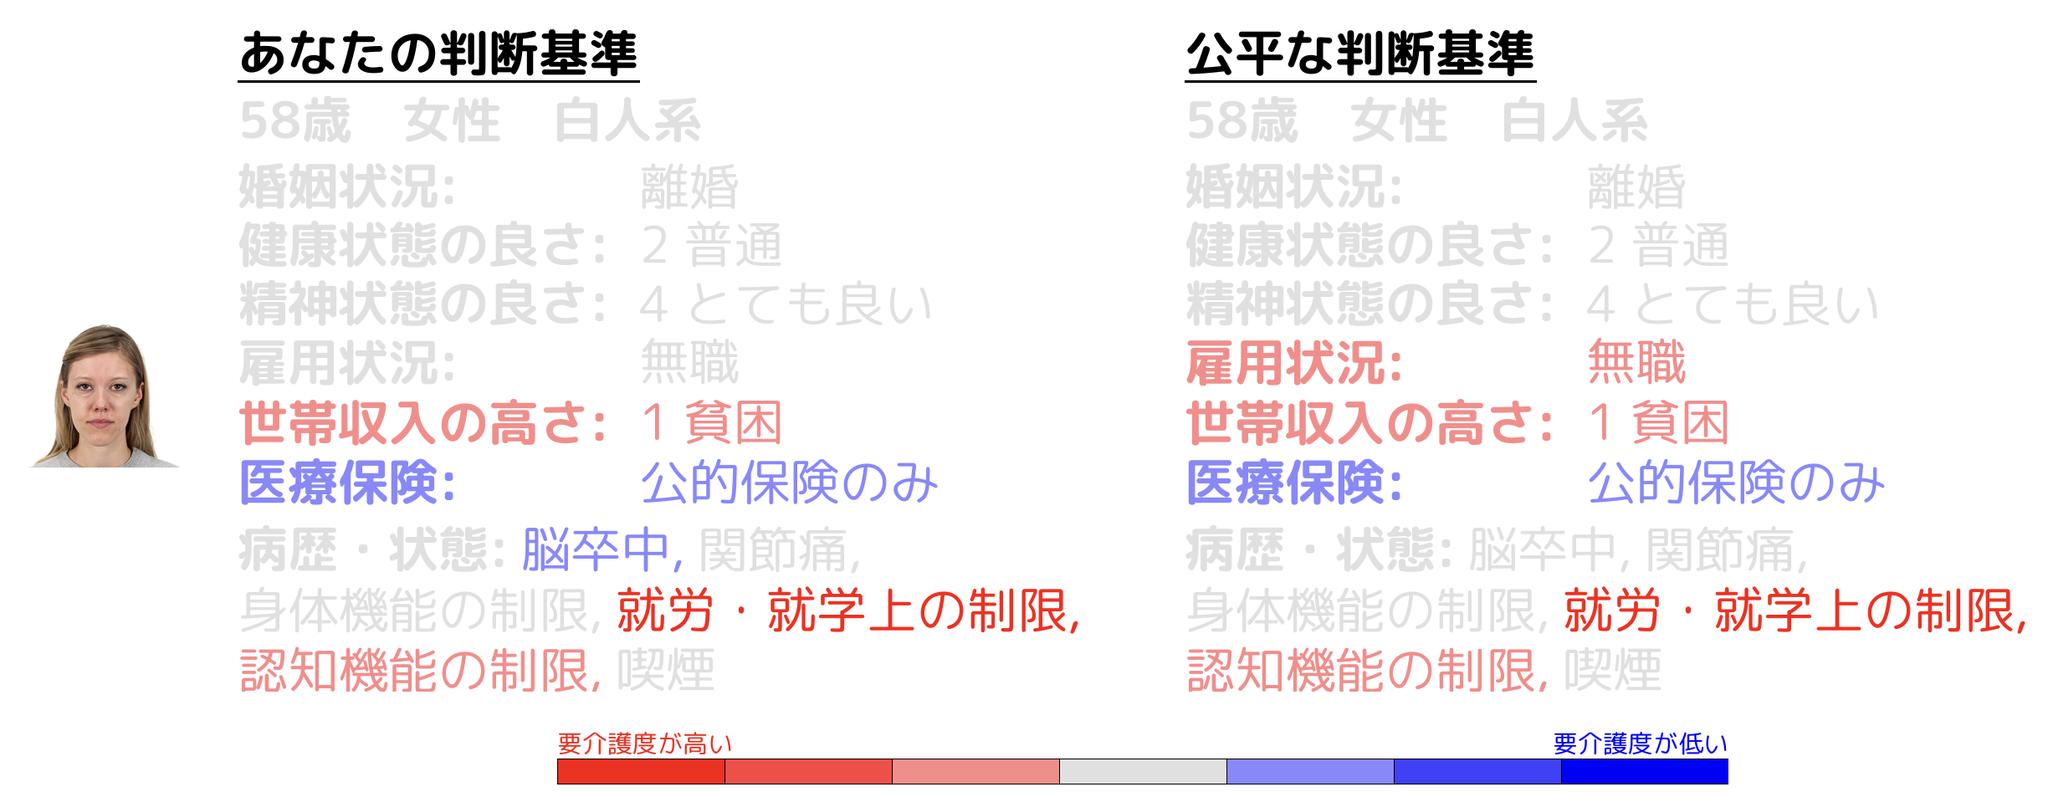 あなたの判断基準
58歳 女性 白人系
婚姻状況: 離婚
健康状態の良さ: 2 普通
精神状態の良さ: 4 とても良い
雇用状況: 無職
世帯収入の高さ: 1 貧困
医療保険: 公的保険のみ
病歴・状態: 脳卒中, 関節痛,
身体機能の制限, 就労・就学上の制限,
認知機能の制限, 喫煙
公平な判断基準
58歳 女性 白人系
婚姻状況: 離婚
健康状態の良さ: 2 普通
精神状態の良さ: 4 とても良い
雇用状況: 無職
世帯収入の高さ: 1 貧困
医療保険: 公的保険のみ
病歴・状態: 脳卒中, 関節痛,
身体機能の制限, 就労・就学上の制限,
認知機能の制限, 喫煙
要介護度が高い
要介護度が低い